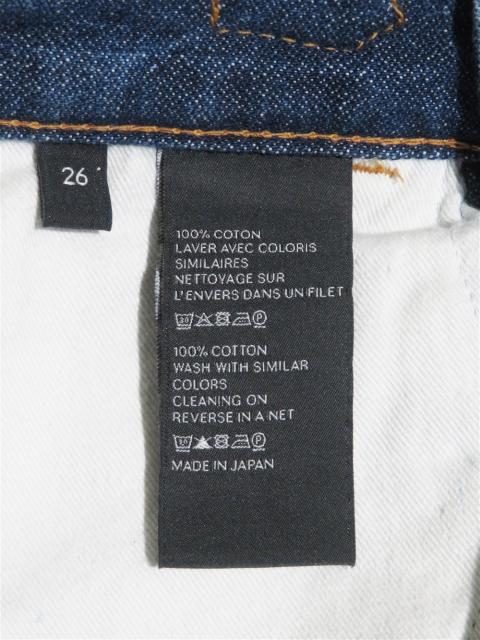 26
100% COTON
LAVER AVEC COLORIS
SIMILAIRES
NETTOYAGE SUR
L'ENVERS DANS UN FILET
100% COTTON
WASH WITH SIMILAR
COLORS
CLEANING ON
REVERSE IN A NET
MADE IN JAPAN